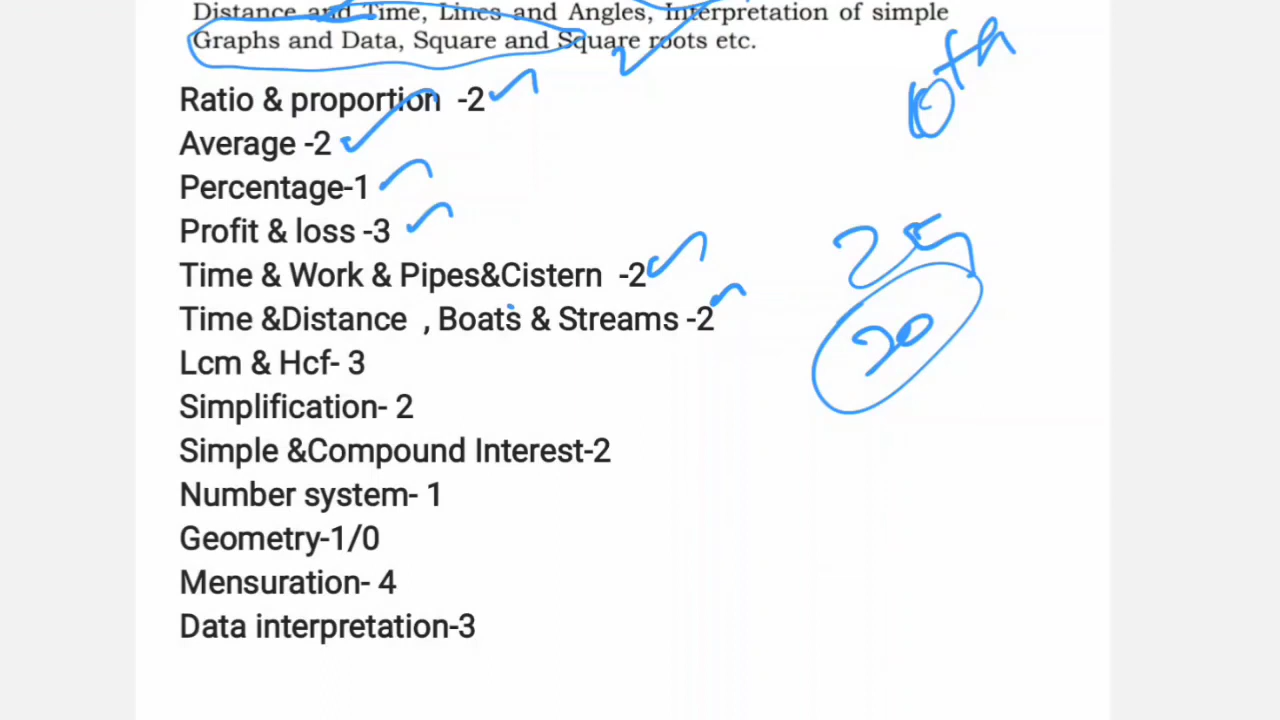 Distance and Time, Lines and Angles, Interpretation of simple
Graphs and Data, Square and Square roots etc.
10th
Ratio & proportion -2
Average -2
Percentage-1
Profit & loss -3
25
Time & Work & Pipes&Cistern -2
Time &Distance , Boats & Streams -2
20
Lcm & Hcf- 3
Simplification- 2
Simple &Compound Interest-2
Number system- 1
Geometry-1/0
Mensuration- 4
Data interpretation-3